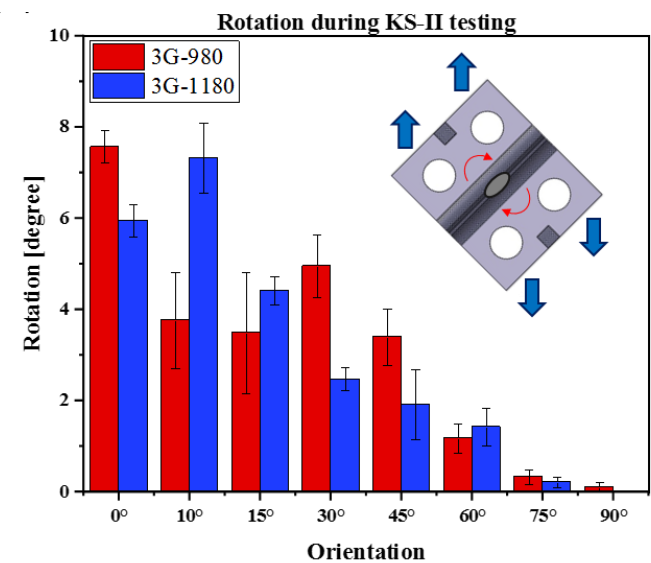 Rotation during KS-II testing
3G-980
3G-1180
10
8
6
4
2
0
Rotation [degree]
0° 10° 15° 30° 45° 60° 75° 90°
Orientation